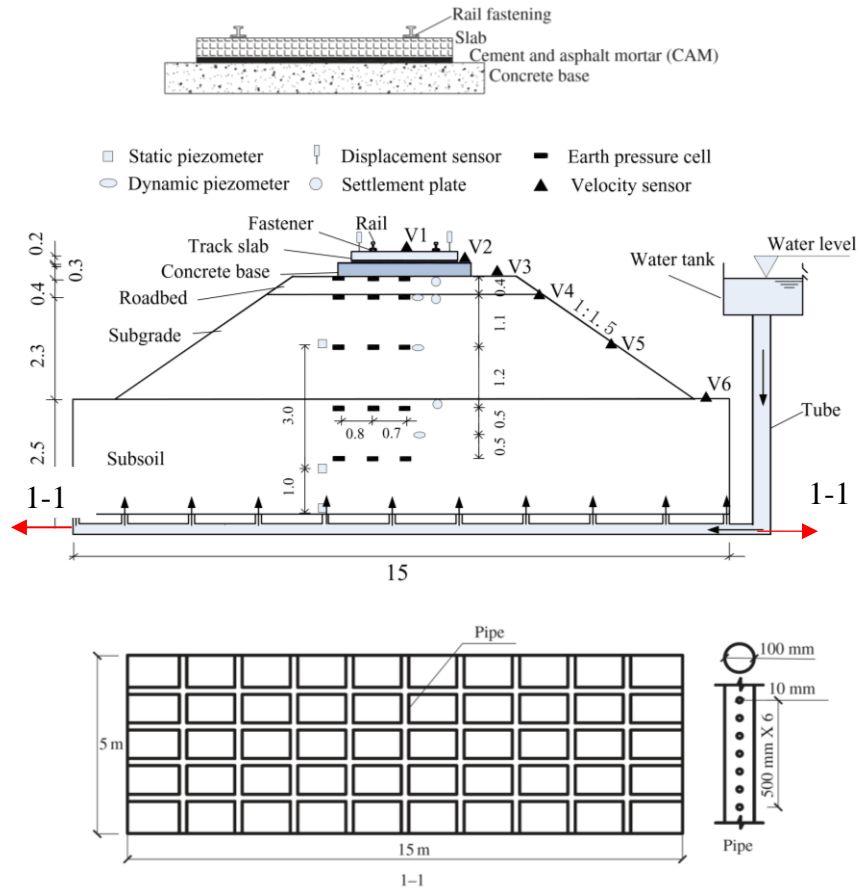 Rail fastening
Slab
Cement and asphalt mortar (CAM)
Concrete base
Static piezometer
Displacement sensor
Earth pressure cell
Dynamic piezometer
Settlement plate
Velocity sensor
Fastener
Rail
V1
Track slab
V2
Concrete base
V3
Roadbed
V4
Subgrade
1:1.5
V5
V6
Water tank
Water level
Tube
0.2
0.3
0.4
2.3
2.5
0.4
1.1
1.2
0.5
0.5
3.0
1.0
0.8
0.7
Subsoil
1-1
1-1
15
Pipe
5 m
15 m
1–1
100 mm
10 mm
500 mm X 6
Pipe